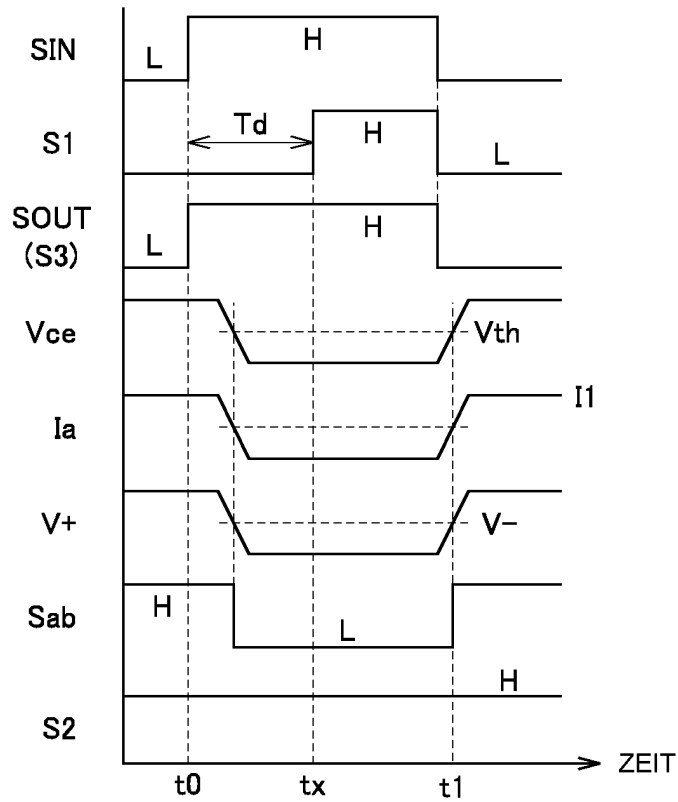 SIN
L
H
S1
Td
H
L
SOUT
(S3)
L
H
Vce
Vth
Ia
I1
V+
V-
Sab
H
L
S2
H
t0
tx
t1
ZEIT